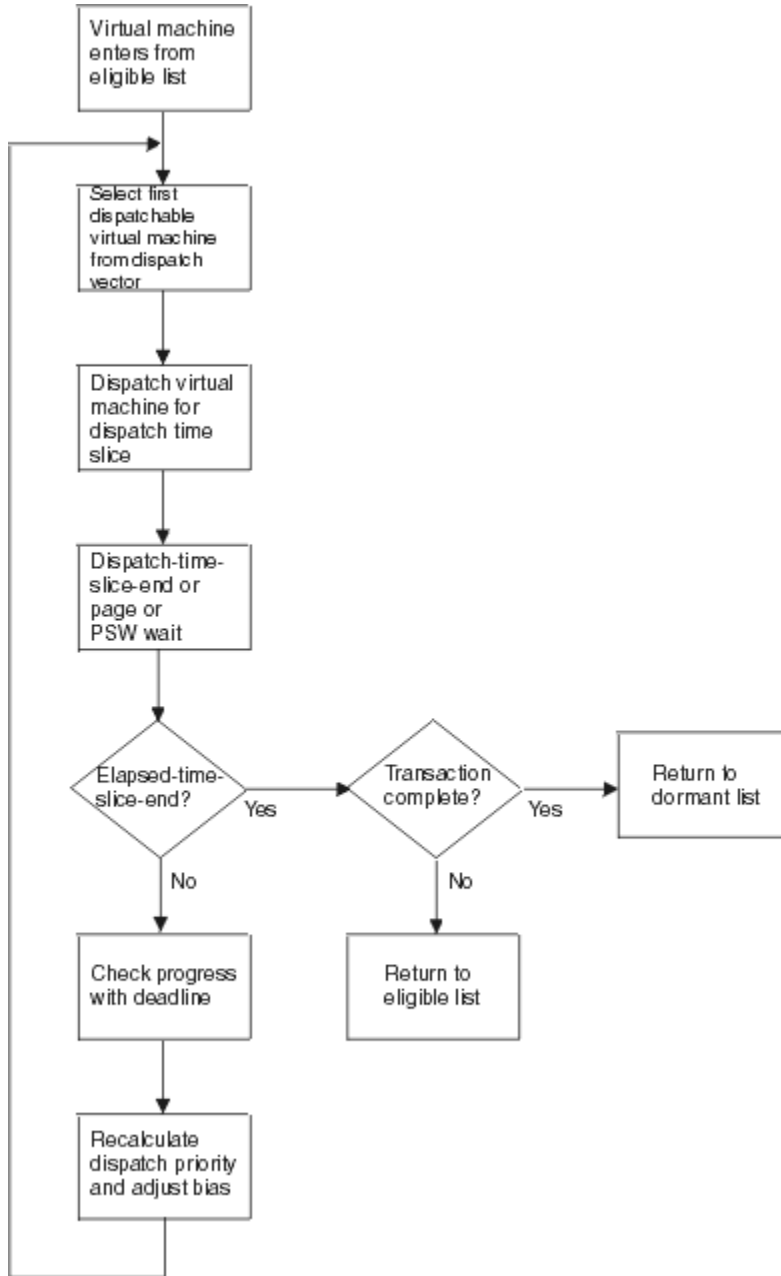 Virtual machine
enters from
eligible list
Select first
dispatchable
virtual machine
from dispatch
vector
Dispatch virtual
machine for
dispatch time
slice
Dispatch-time-
slice-end or
page or
PSW wait
Elapsed-time-
slice-end?
Yes
Transaction
complete?
Yes
Return to
dormant list
No
No
Check progress
with deadline
Return to
eligible list
Recalculate
dispatch priority
and adjust bias